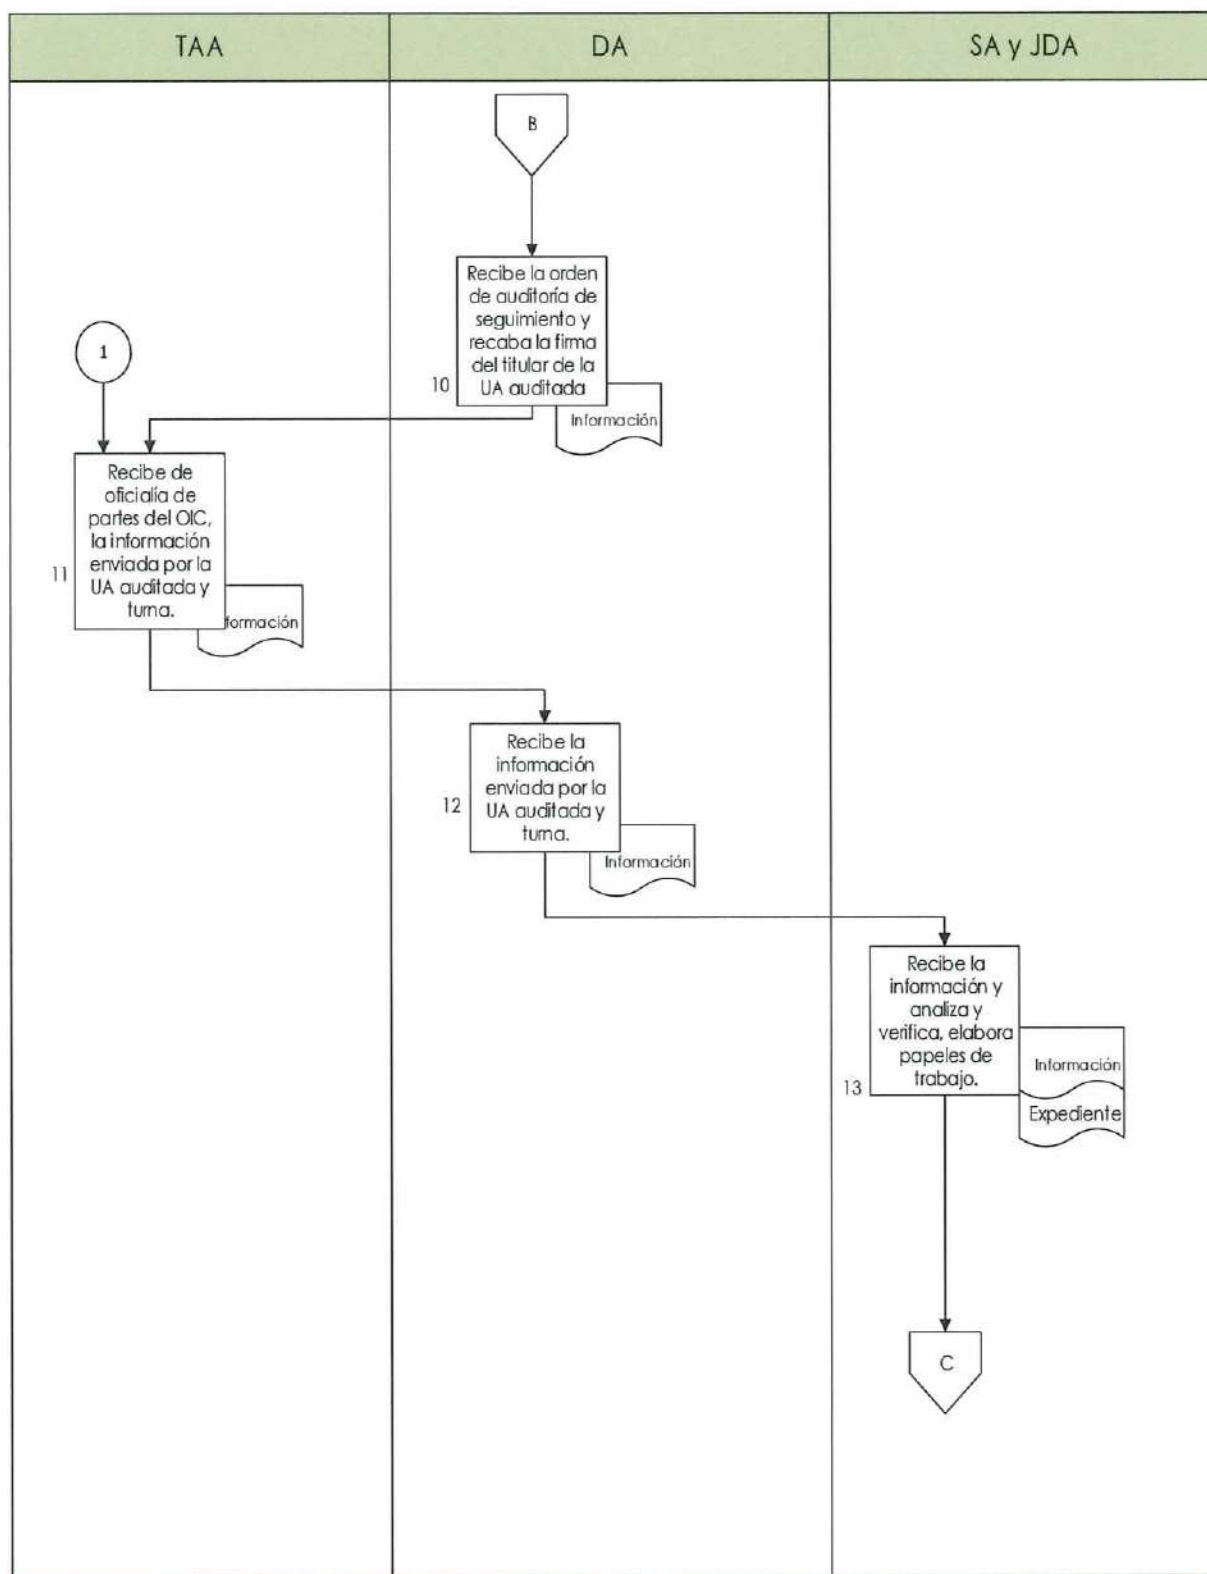 TAA
DA
SA y JDA
B
Recibe la orden
de auditoría de
seguimiento y
recaba la firma
del titular de la
UA auditada
10
Información
1
Recibe de
oficialía de
partes del OIC,
la información
enviada por la
UA auditada y
turna.
11
formación
Recibe la
información
enviada por la
UA auditada y
turna.
12
Información
Recibe la
información y
analiza y
verifica, elabora
papeles de
trabajo.
13
Información
Expediente
C